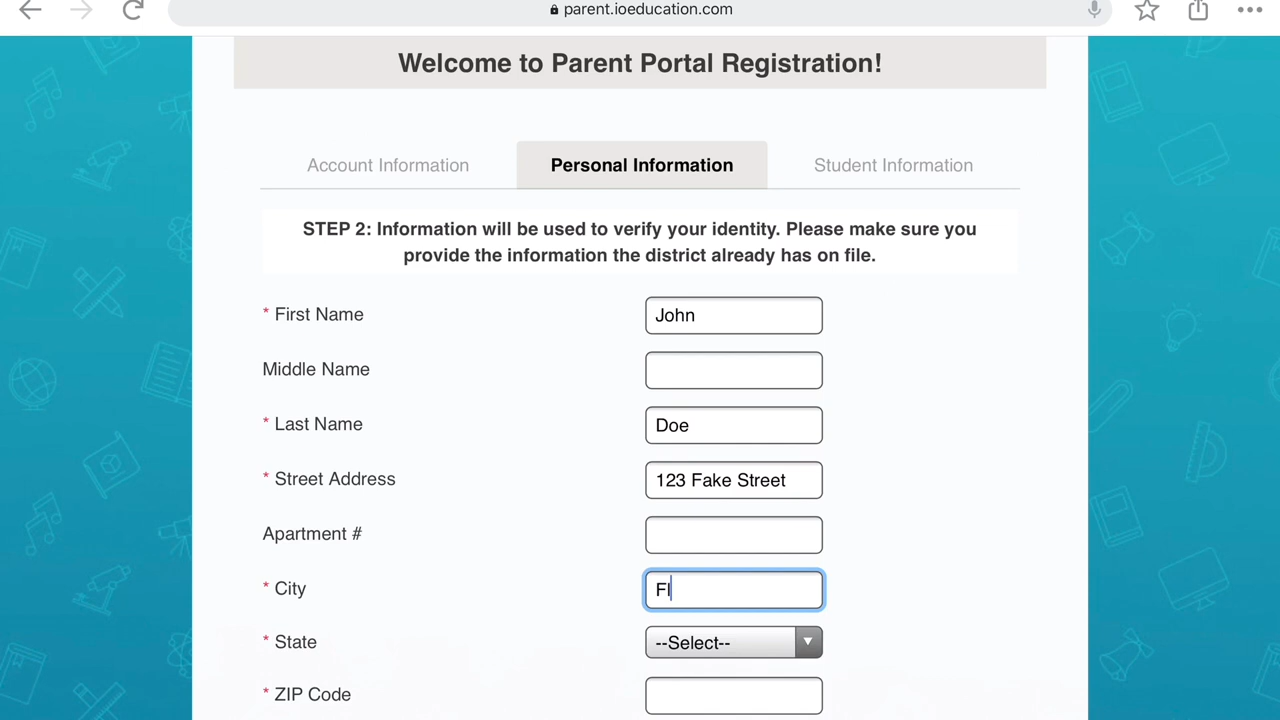 parent.ioeducation.com
Welcome to Parent Portal Registration!
Account Information
Personal Information
Student Information
STEP 2: Information will be used to verify your identity. Please make sure you
provide the information the district already has on file.
* First Name
John
Middle Name
* Last Name
Doe
* Street Address
123 Fake Street
Apartment #
* City
Fl
* State
--Select--
* ZIP Code